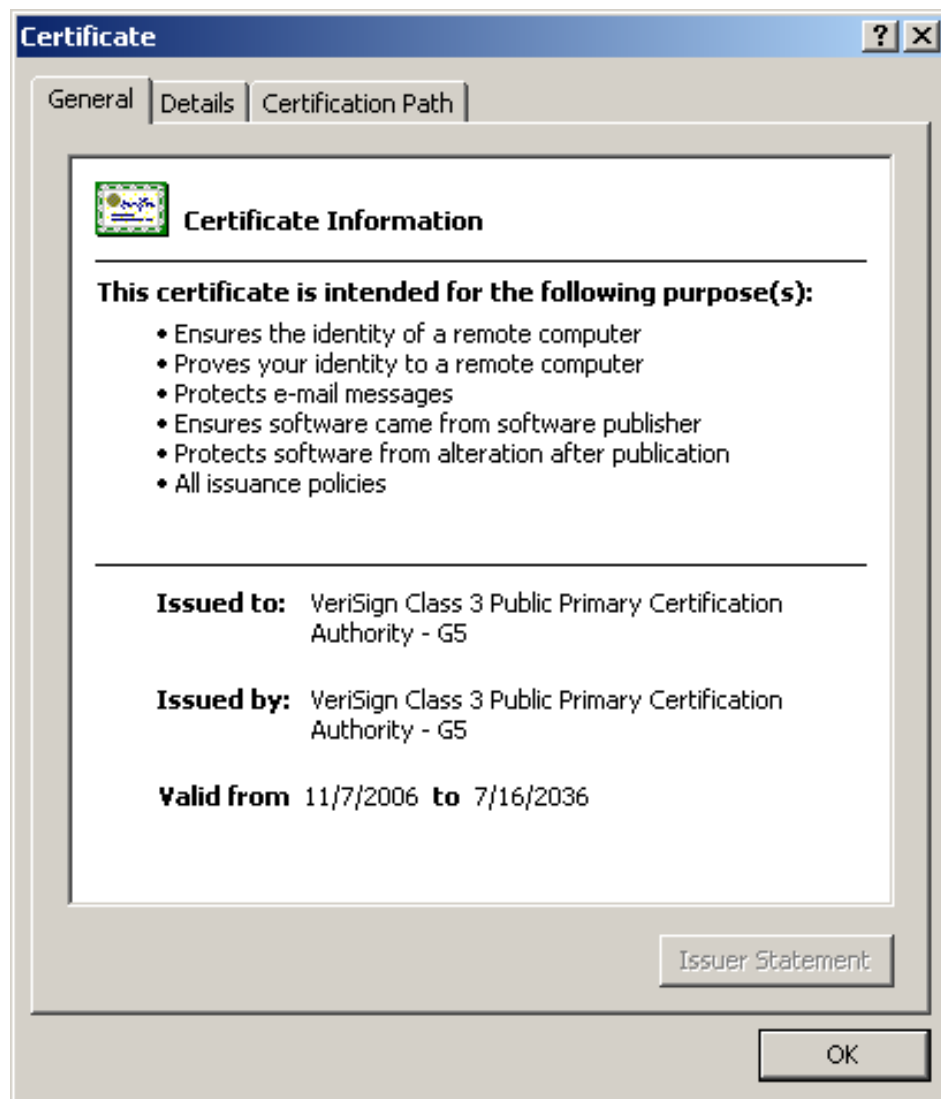 Certificate
General Details Certification Path
Certificate Information
This certificate is intended for the following purpose(s):
• Ensures the identity of a remote computer
• Proves your identity to a remote computer
• Protects e-mail messages
• Ensures software came from software publisher
• Protects software from alteration after publication
• All issuance policies
Issued to: VeriSign Class 3 Public Primary Certification
Authority - G5
Issued by: VeriSign Class 3 Public Primary Certification
Authority - G5
Valid from 11/7/2006 to 7/16/2036
Issuer Statement
OK